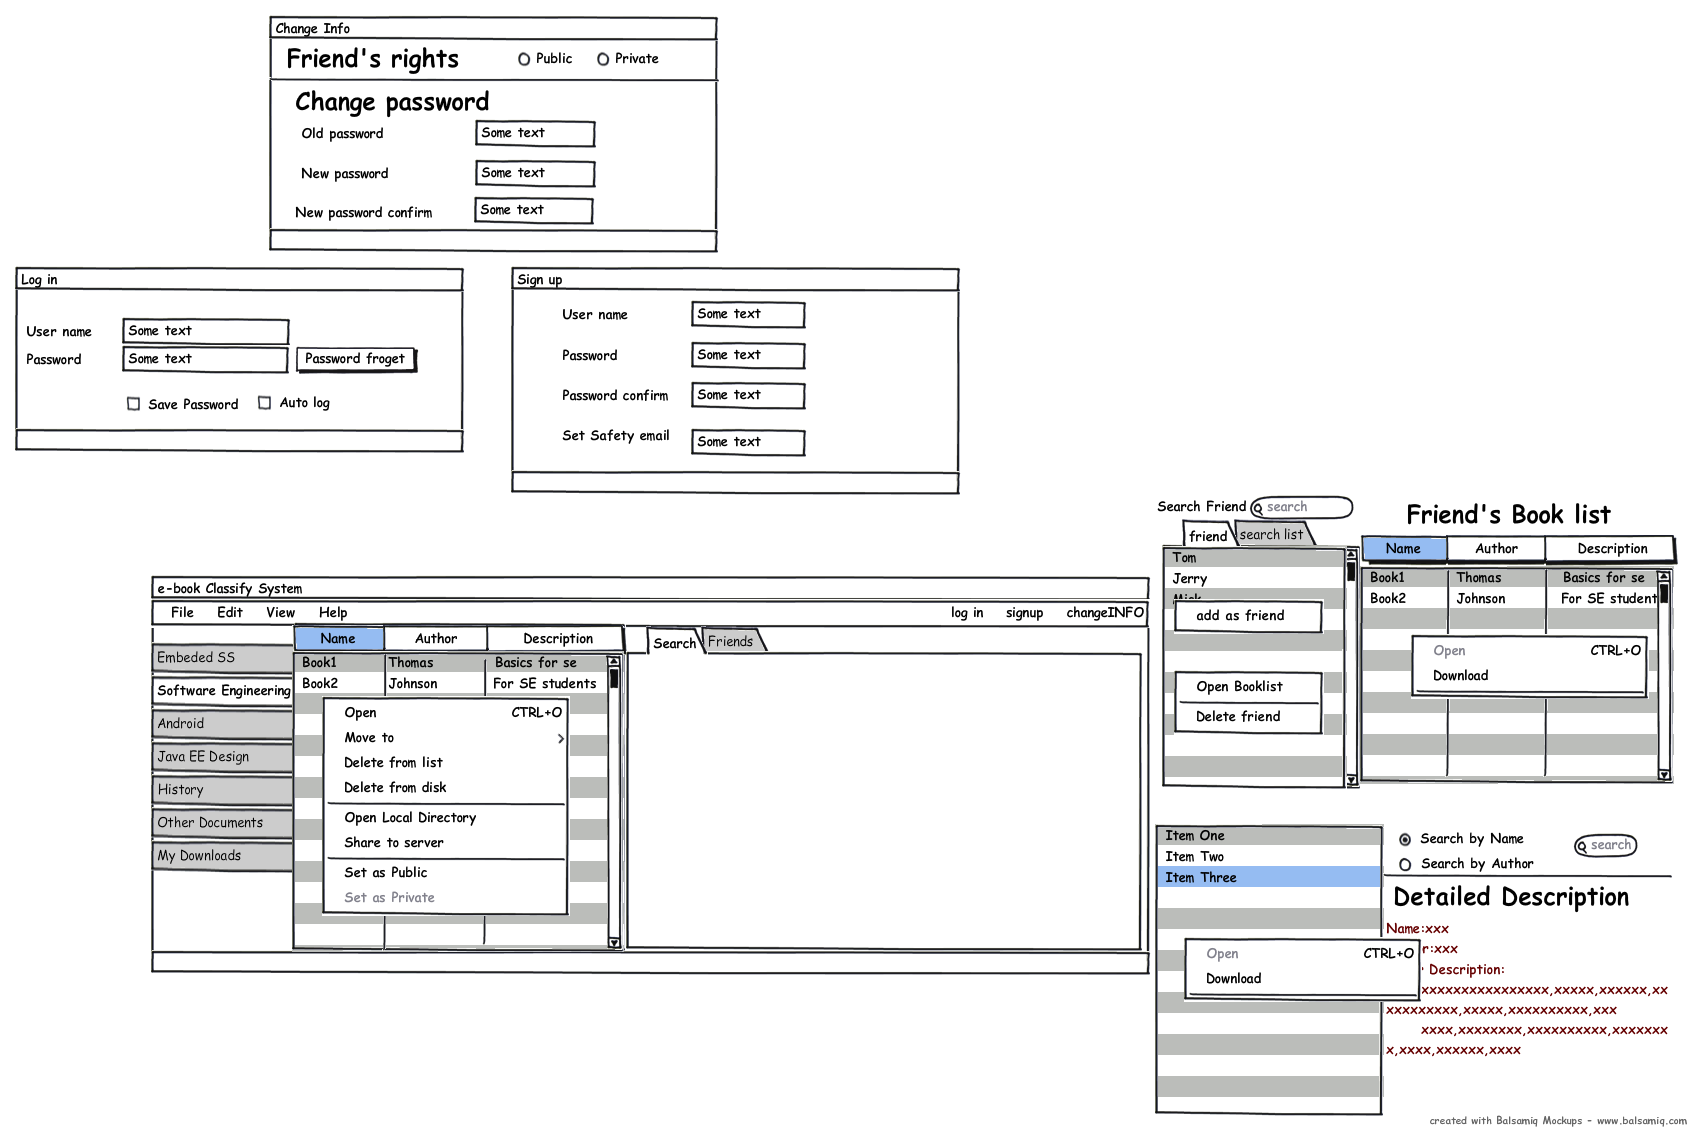 Change Info
Friend's rights
Public
Private
Change password
Old password
Some text
New password
Some text
New password confirm
Some text
Log in
User name
Some text
Password
Some text
Password froget
Save Password
Auto log
Sign up
User name
Some text
Password
Some text
Password confirm
Some text
Set Safety email
Some text
e-book Classify System
File Edit View Help
log in signup changeINFO
Embeded SS
Software Engineering
Android
Java EE Design
History
Other Documents
My Downloads
Name Author Description
Book1 Thomas Basics for se
Book2 Johnson For SE students
Open CTRL+O
Move to
Delete from list
Delete from disk
Open Local Directory
Share to server
Set as Public
Set as Private
Search Friends
Search Friend search
friend search list
Tom
Jerry
add as friend
Open Booklist
Delete friend
Friend's Book list
Name Author Description
Book1 Thomas Basics for se
Book2 Johnson For SE student
Open CTRL+O
Download
Item One
Item Two
Item Three
Open CTRL+O
Download
Search by Name
Search by Author
search
Detailed Description
Name:xxx
r:xxx
Description:
xxxxxxxxxxxxxxxx,xxxxx,xxxxxx,xx
xxxxxxxxx,xxxxx,xxxxxxxxxx,xxx
xxxx,xxxxxxxx,xxxxxxxxxx,xxxxxxx
x,xxxx,xxxxxx,xxxx
created with Balsamiq Mockups - www.balsamiq.com